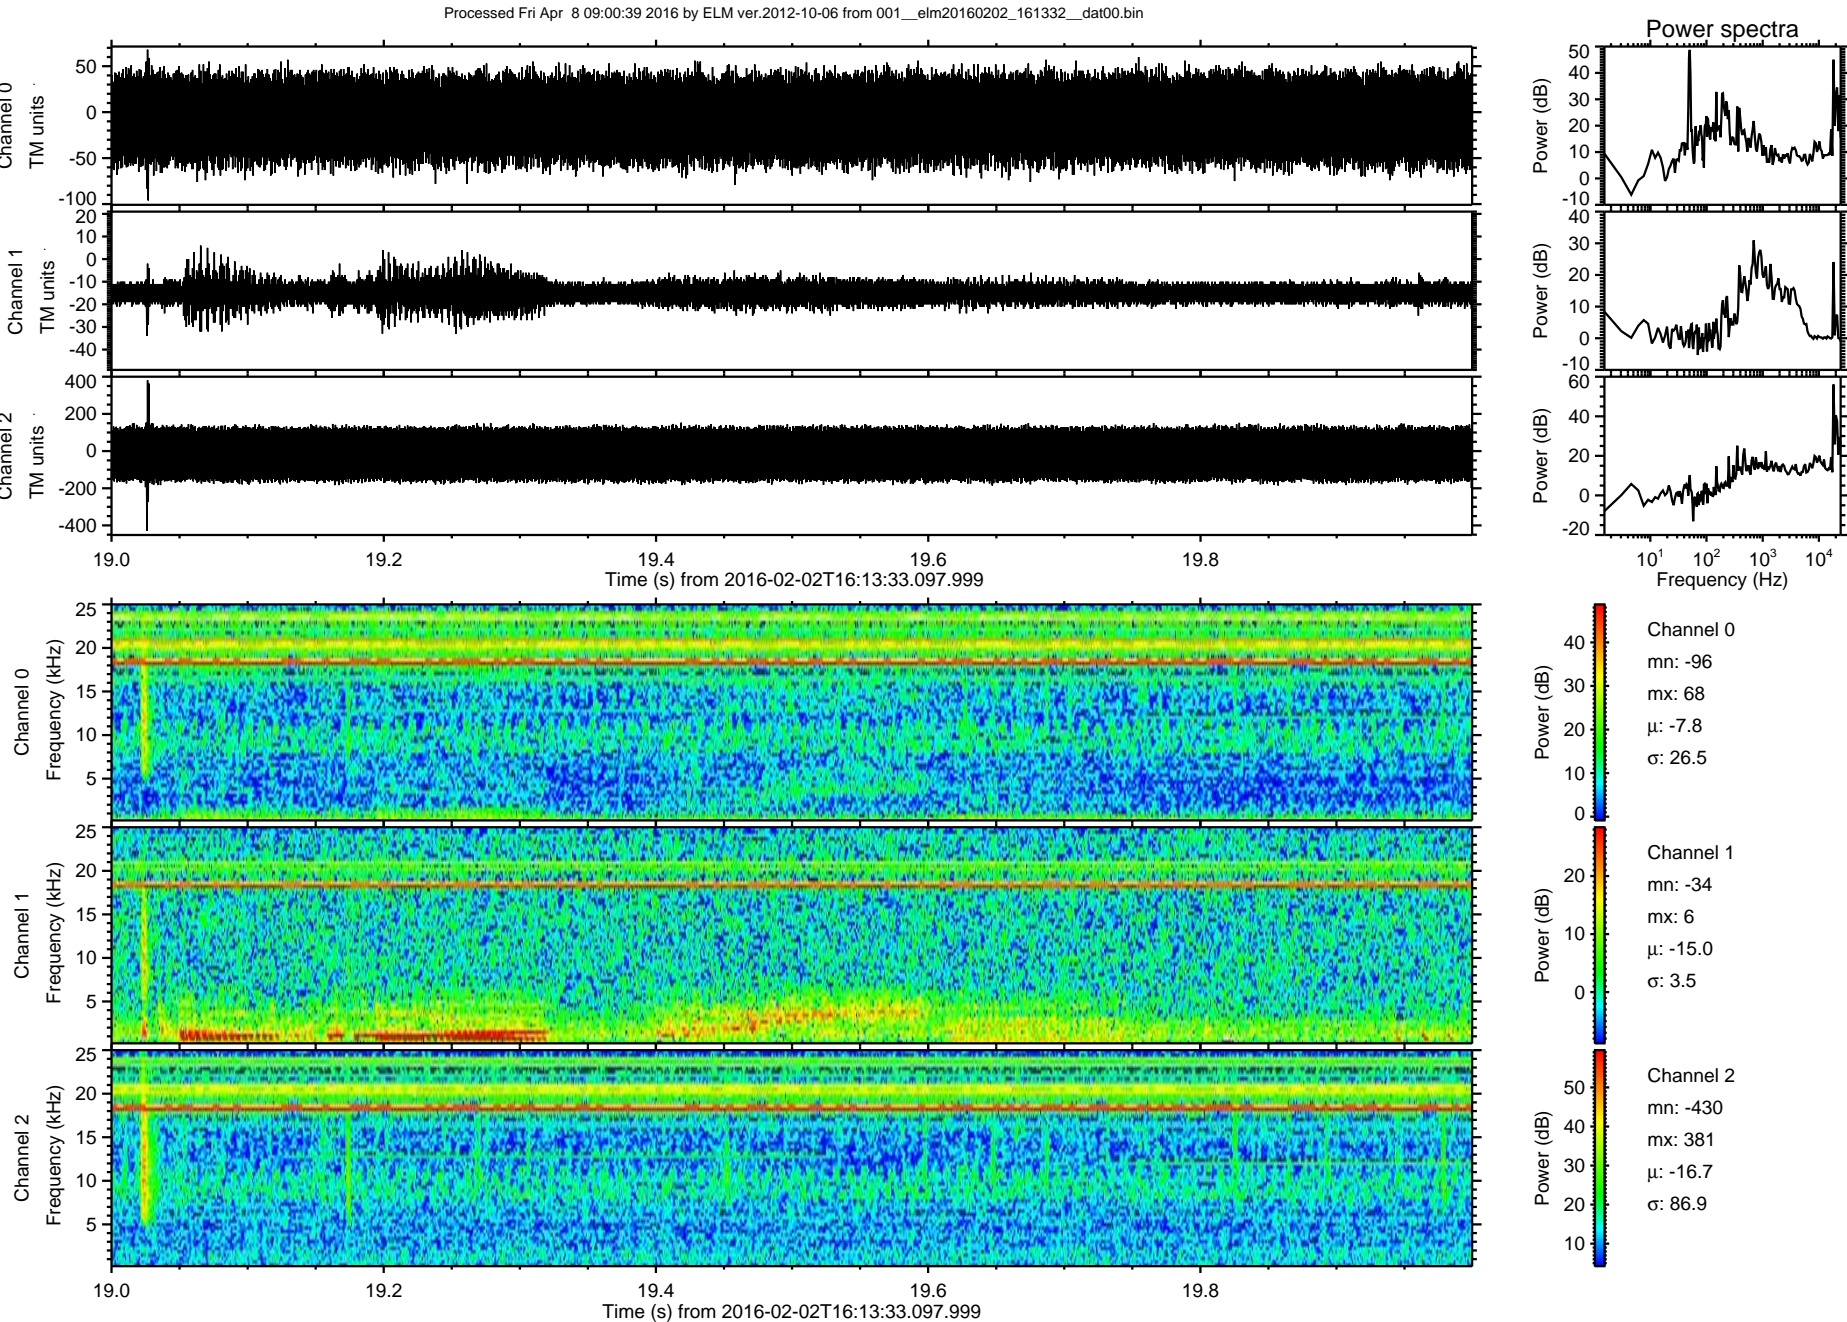 Processed Fri Apr  8 09:00:39 2016 by ELM ver.2012-10-06 from 001__elm20160202_161332__dat00.bin
Power spectra
Channel 0
TM units
50
0
-50
-100
Power (dB)
50
40
30
20
10
0
-10
Channel 1
TM units
20
10
0
-10
-20
-30
-40
Power (dB)
40
30
20
10
0
-10
Channel 2
TM units
400
200
0
-200
-400
Power (dB)
60
40
20
0
-20
19.0 19.2 19.4 19.6 19.8
Time (s) from 2016-02-02T16:13:33.097.999
10^1 10^2 10^3 10^4
Frequency (Hz)
Channel 0
Frequency (kHz)
25
20
15
10
5
Power (dB)
40
30
20
10
0
Channel 0
mn: -96
mx: 68
μ: -7.8
σ: 26.5
Channel 1
Frequency (kHz)
25
20
15
10
5
Power (dB)
20
10
0
Channel 1
mn: -34
mx: 6
μ: -15.0
σ: 3.5
Channel 2
Frequency (kHz)
25
20
15
10
5
Power (dB)
50
40
30
20
10
Channel 2
mn: -430
mx: 381
μ: -16.7
σ: 86.9
19.0 19.2 19.4 19.6 19.8
Time (s) from 2016-02-02T16:13:33.097.999